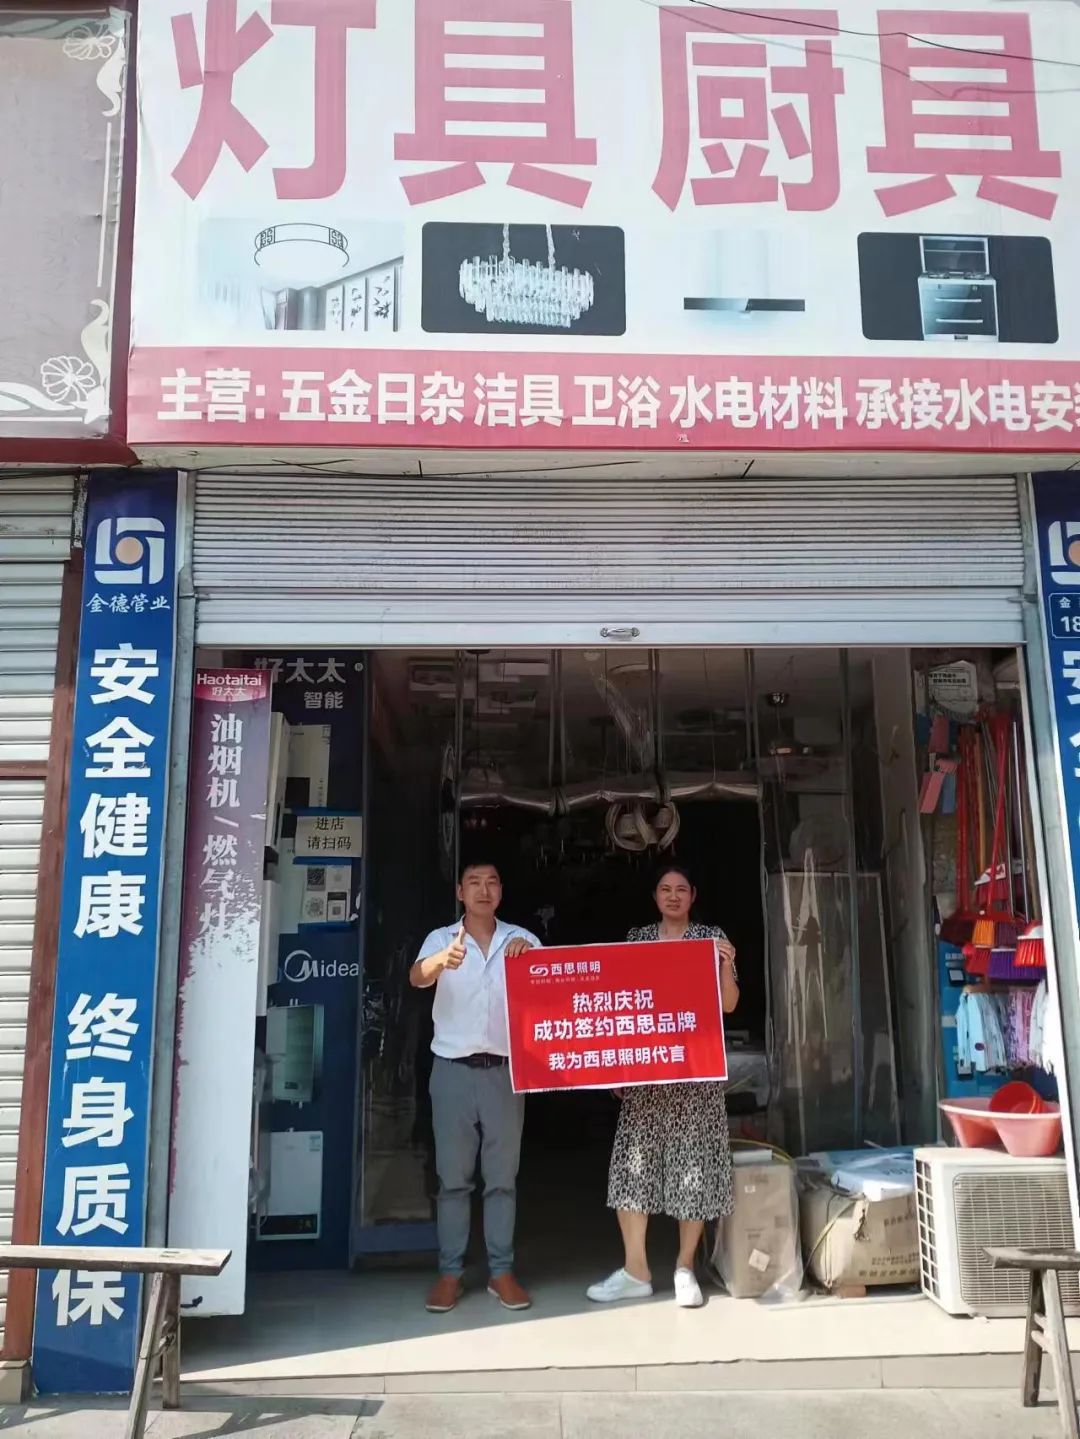 灯具 厨具
主营: 五金日杂 洁具 卫浴 水电材料 承接水电安
金德管业
安全健康 终身质保
Haotaitai
好太太
油烟机/燃气灶
好太太
智能
进店
请扫码
Midea
西思照明
热烈庆祝
成功签约西思品牌
我为西思照明代言
金
18